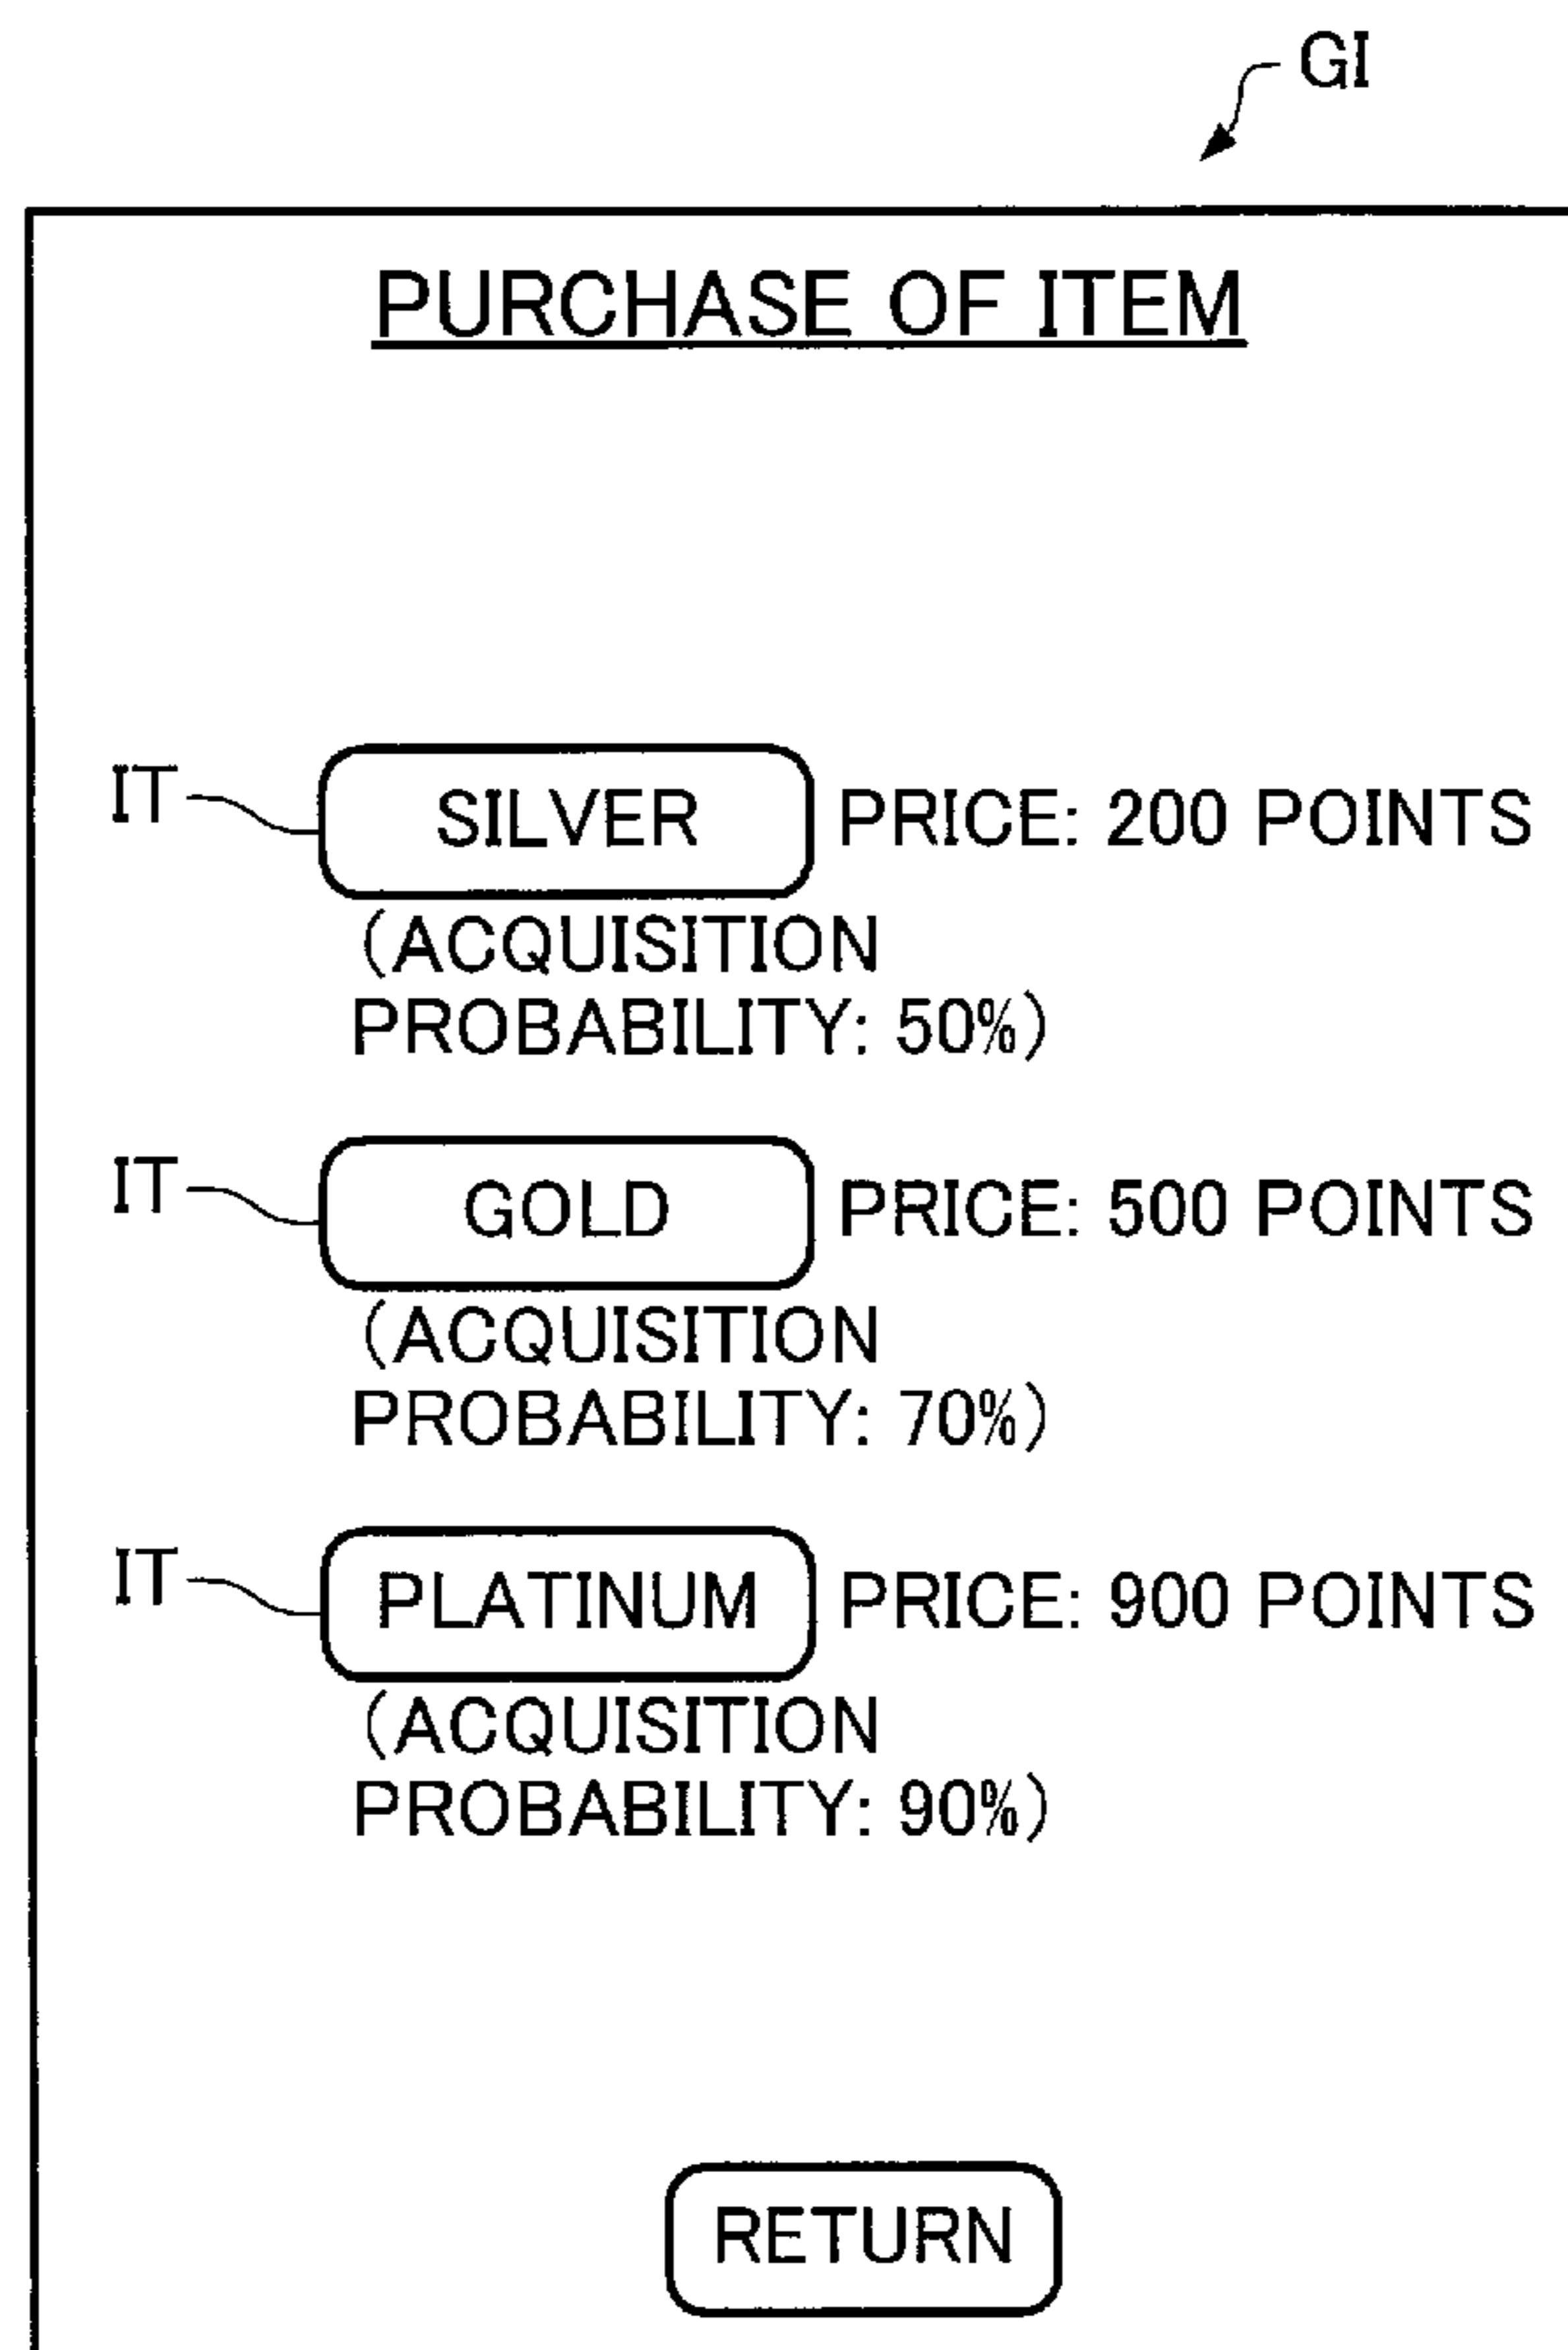 GI
PURCHASE OF ITEM
IT SILVER PRICE: 200 POINTS
(ACQUISITION
PROBABILITY: 50%)
IT GOLD PRICE: 500 POINTS
(ACQUISITION
PROBABILITY: 70%)
IT PLATINUM PRICE: 900 POINTS
(ACQUISITION
PROBABILITY: 90%)
RETURN